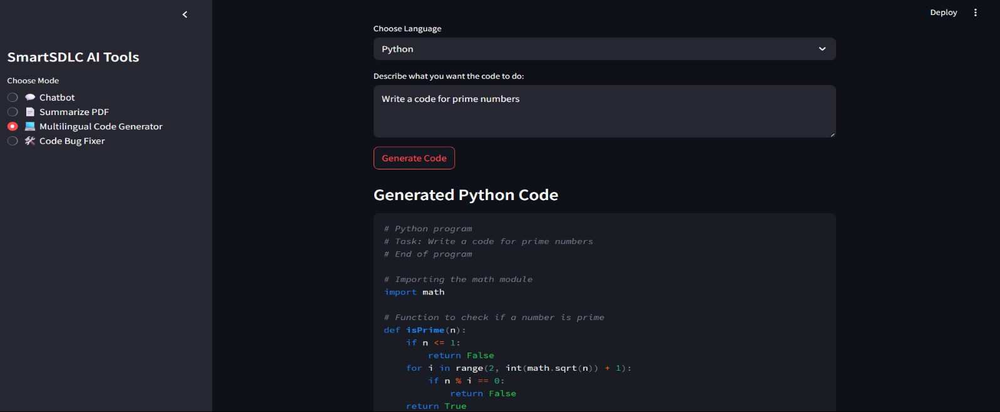 SmartSDLC AI Tools
Choose Mode
💬 Chatbot
📄 Summarize PDF
💻 Multilingual Code Generator
🛠️ Code Bug Fixer
Deploy
Choose Language
Python
Describe what you want the code to do:
Write a code for prime numbers
Generate Code
Generated Python Code
# Python program
# Task: Write a code for prime numbers
# End of program

# Importing the math module
import math

# Function to check if a number is prime
def isPrime(n):
    if n <= 1:
        return False
    for i in range(2, int(math.sqrt(n)) + 1):
        if n % i == 0:
            return False
    return True